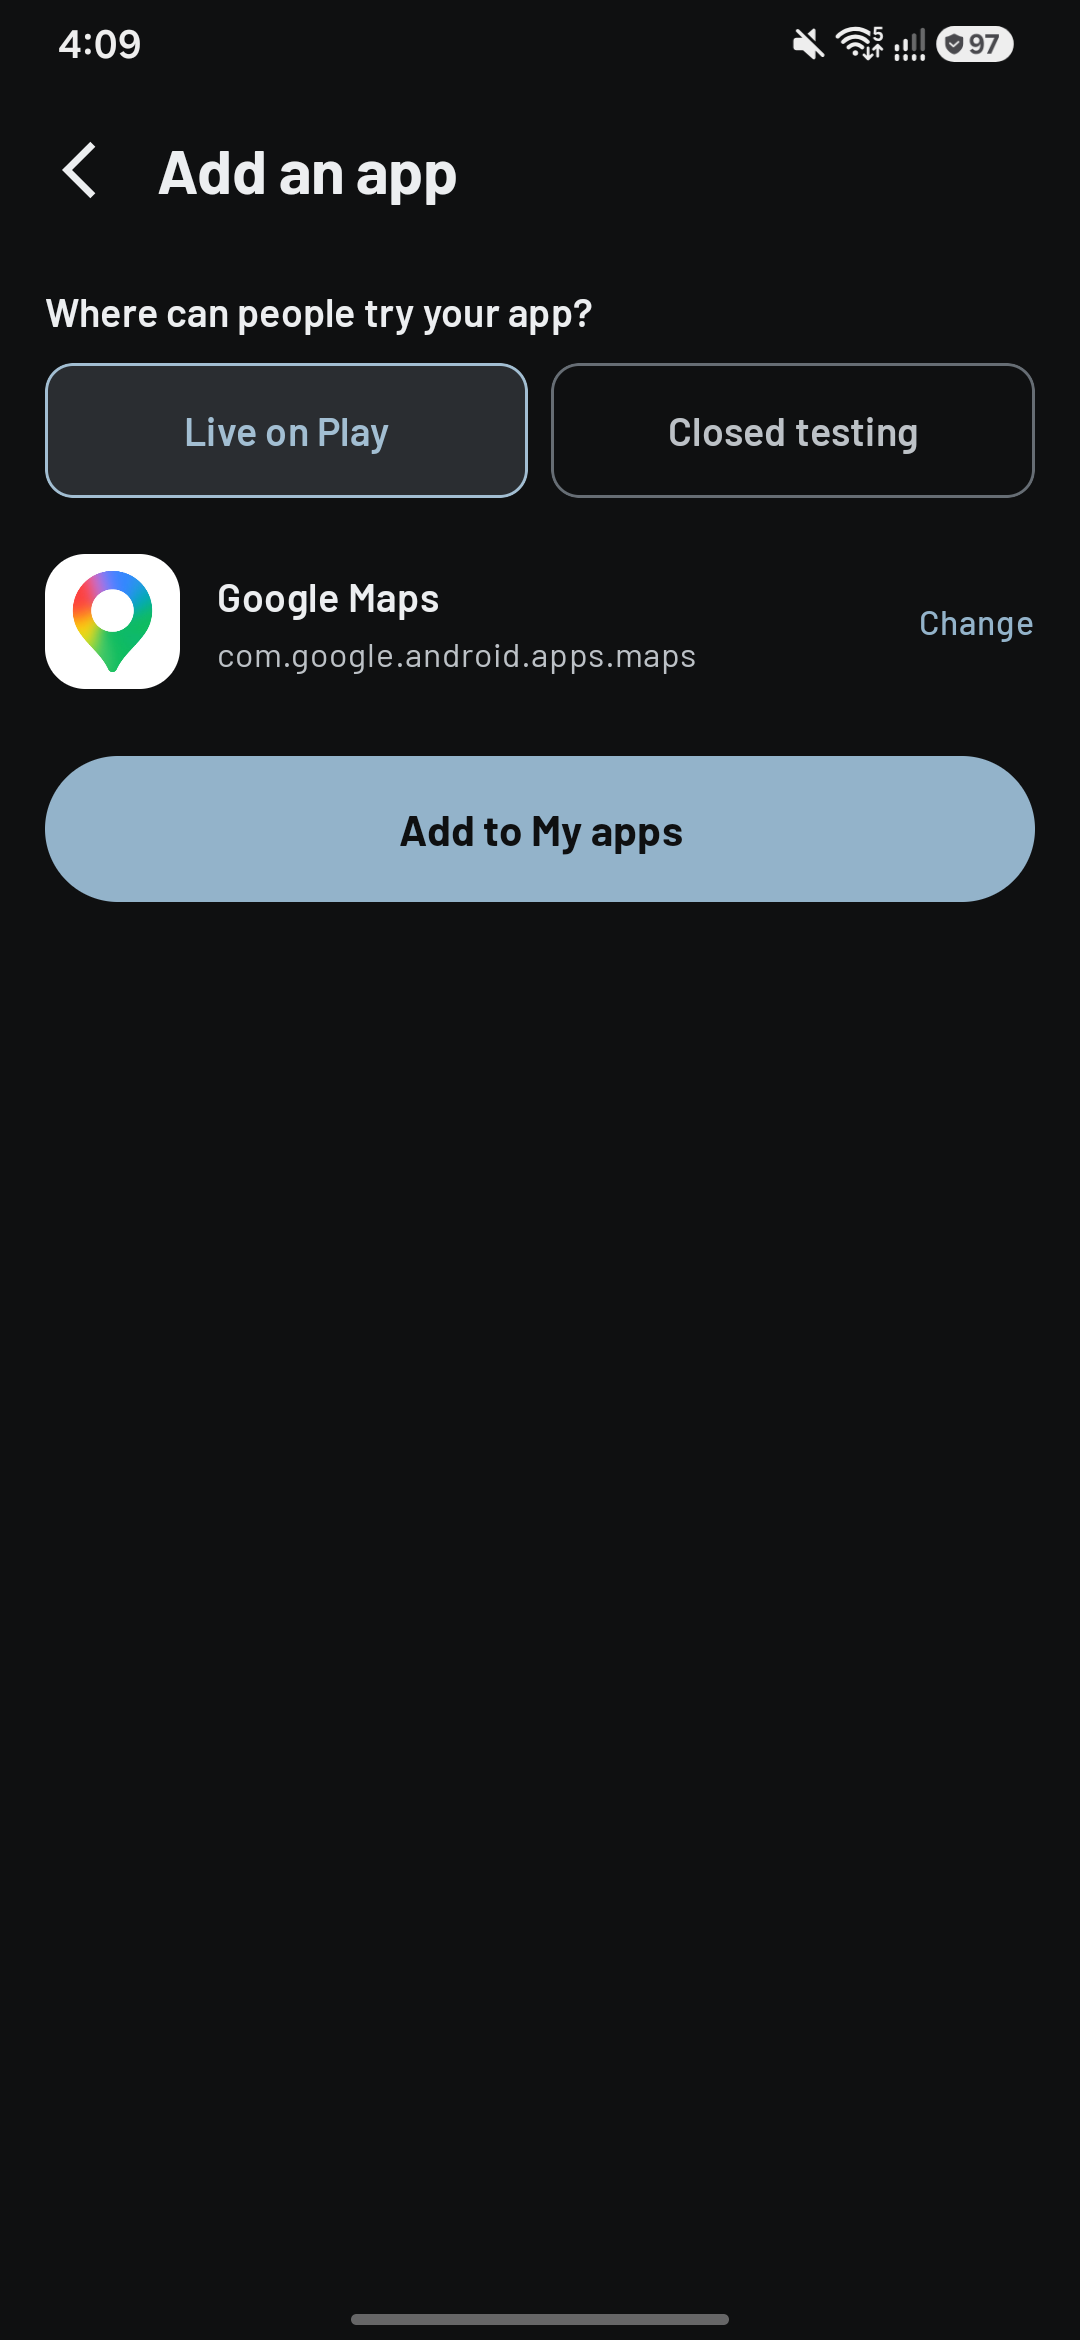 4:09
5
97
Add an app
Where can people try your app?
Live on Play
Closed testing
Google Maps
com.google.android.apps.maps
Change
Add to My apps